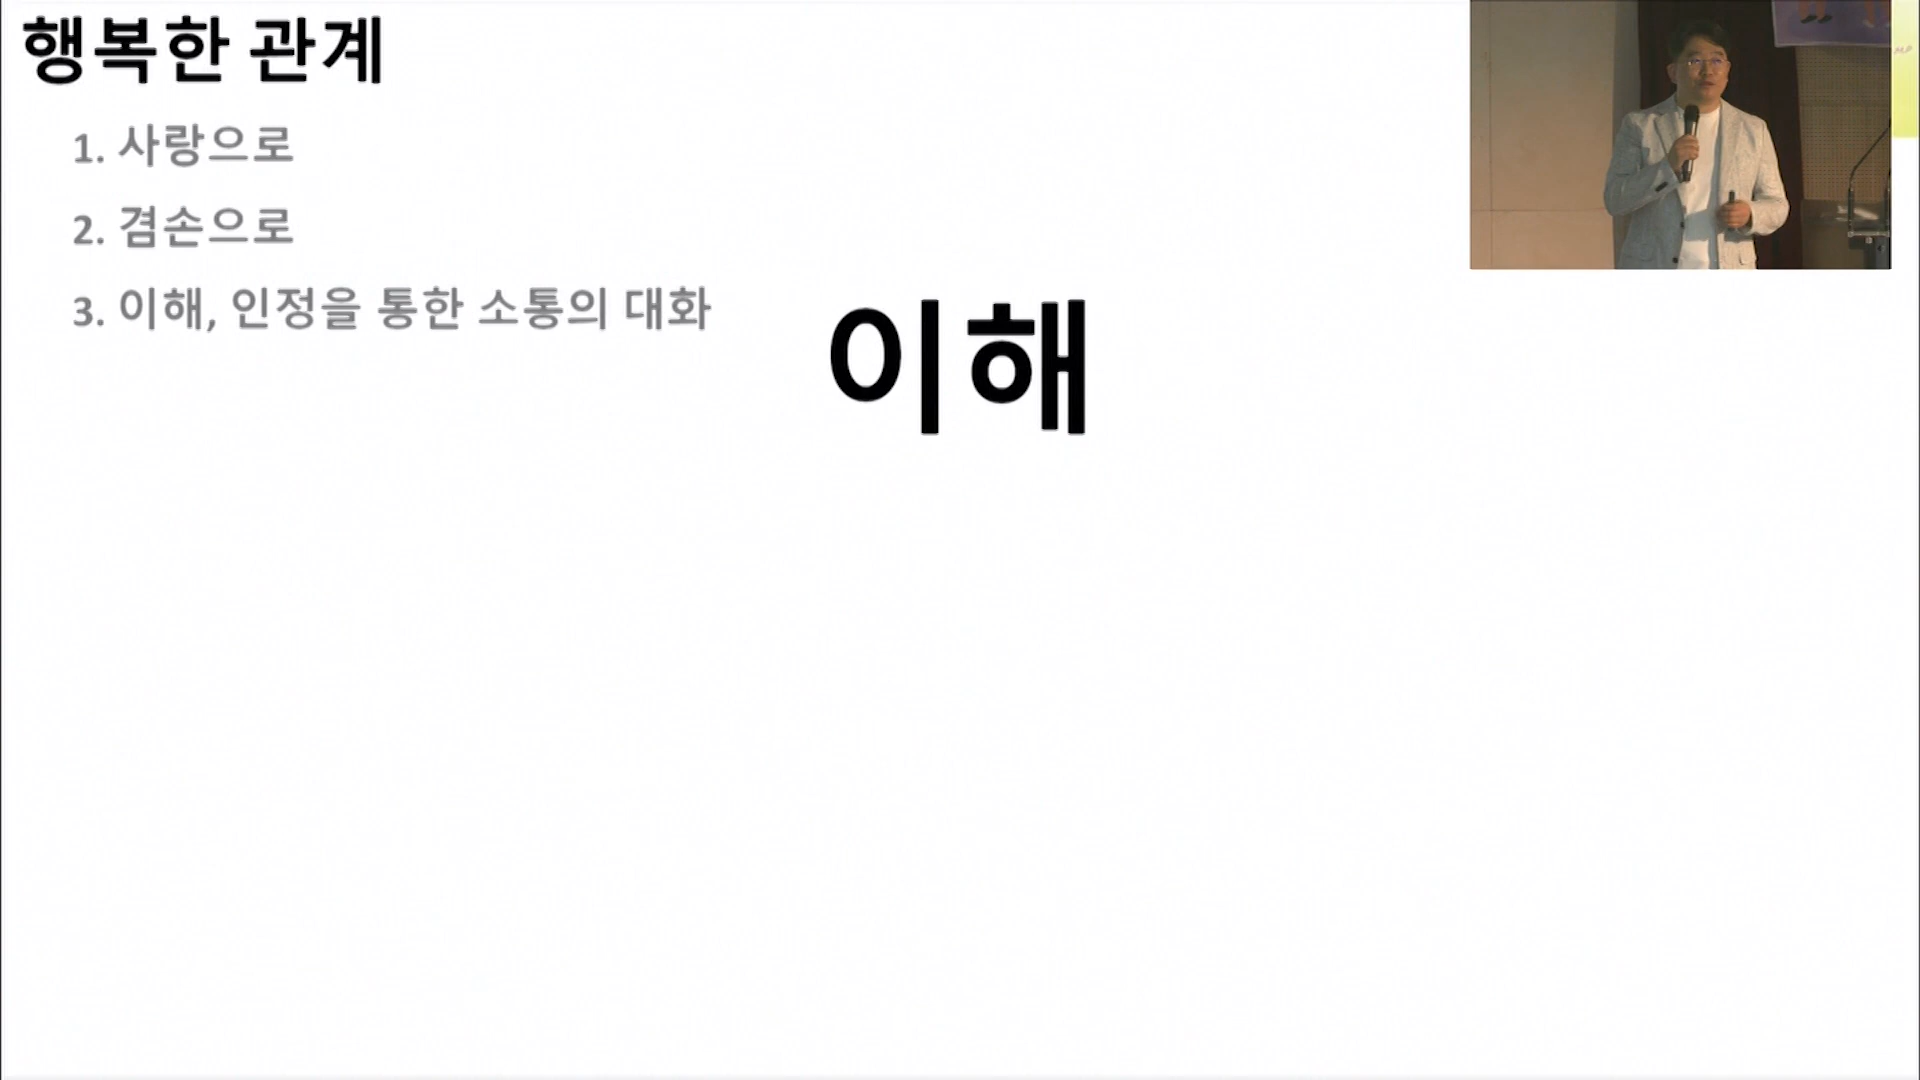 행복한 관계
1. 사랑으로
2. 겸손으로
3. 이해, 인정을 통한 소통의 대화
이해